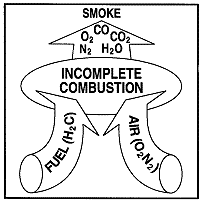 SMOKE
CO
O₂ CO₂
N₂ H₂O
INCOMPLETE
COMBUSTION
FUEL (H₂C)
AIR (O₂N₂)